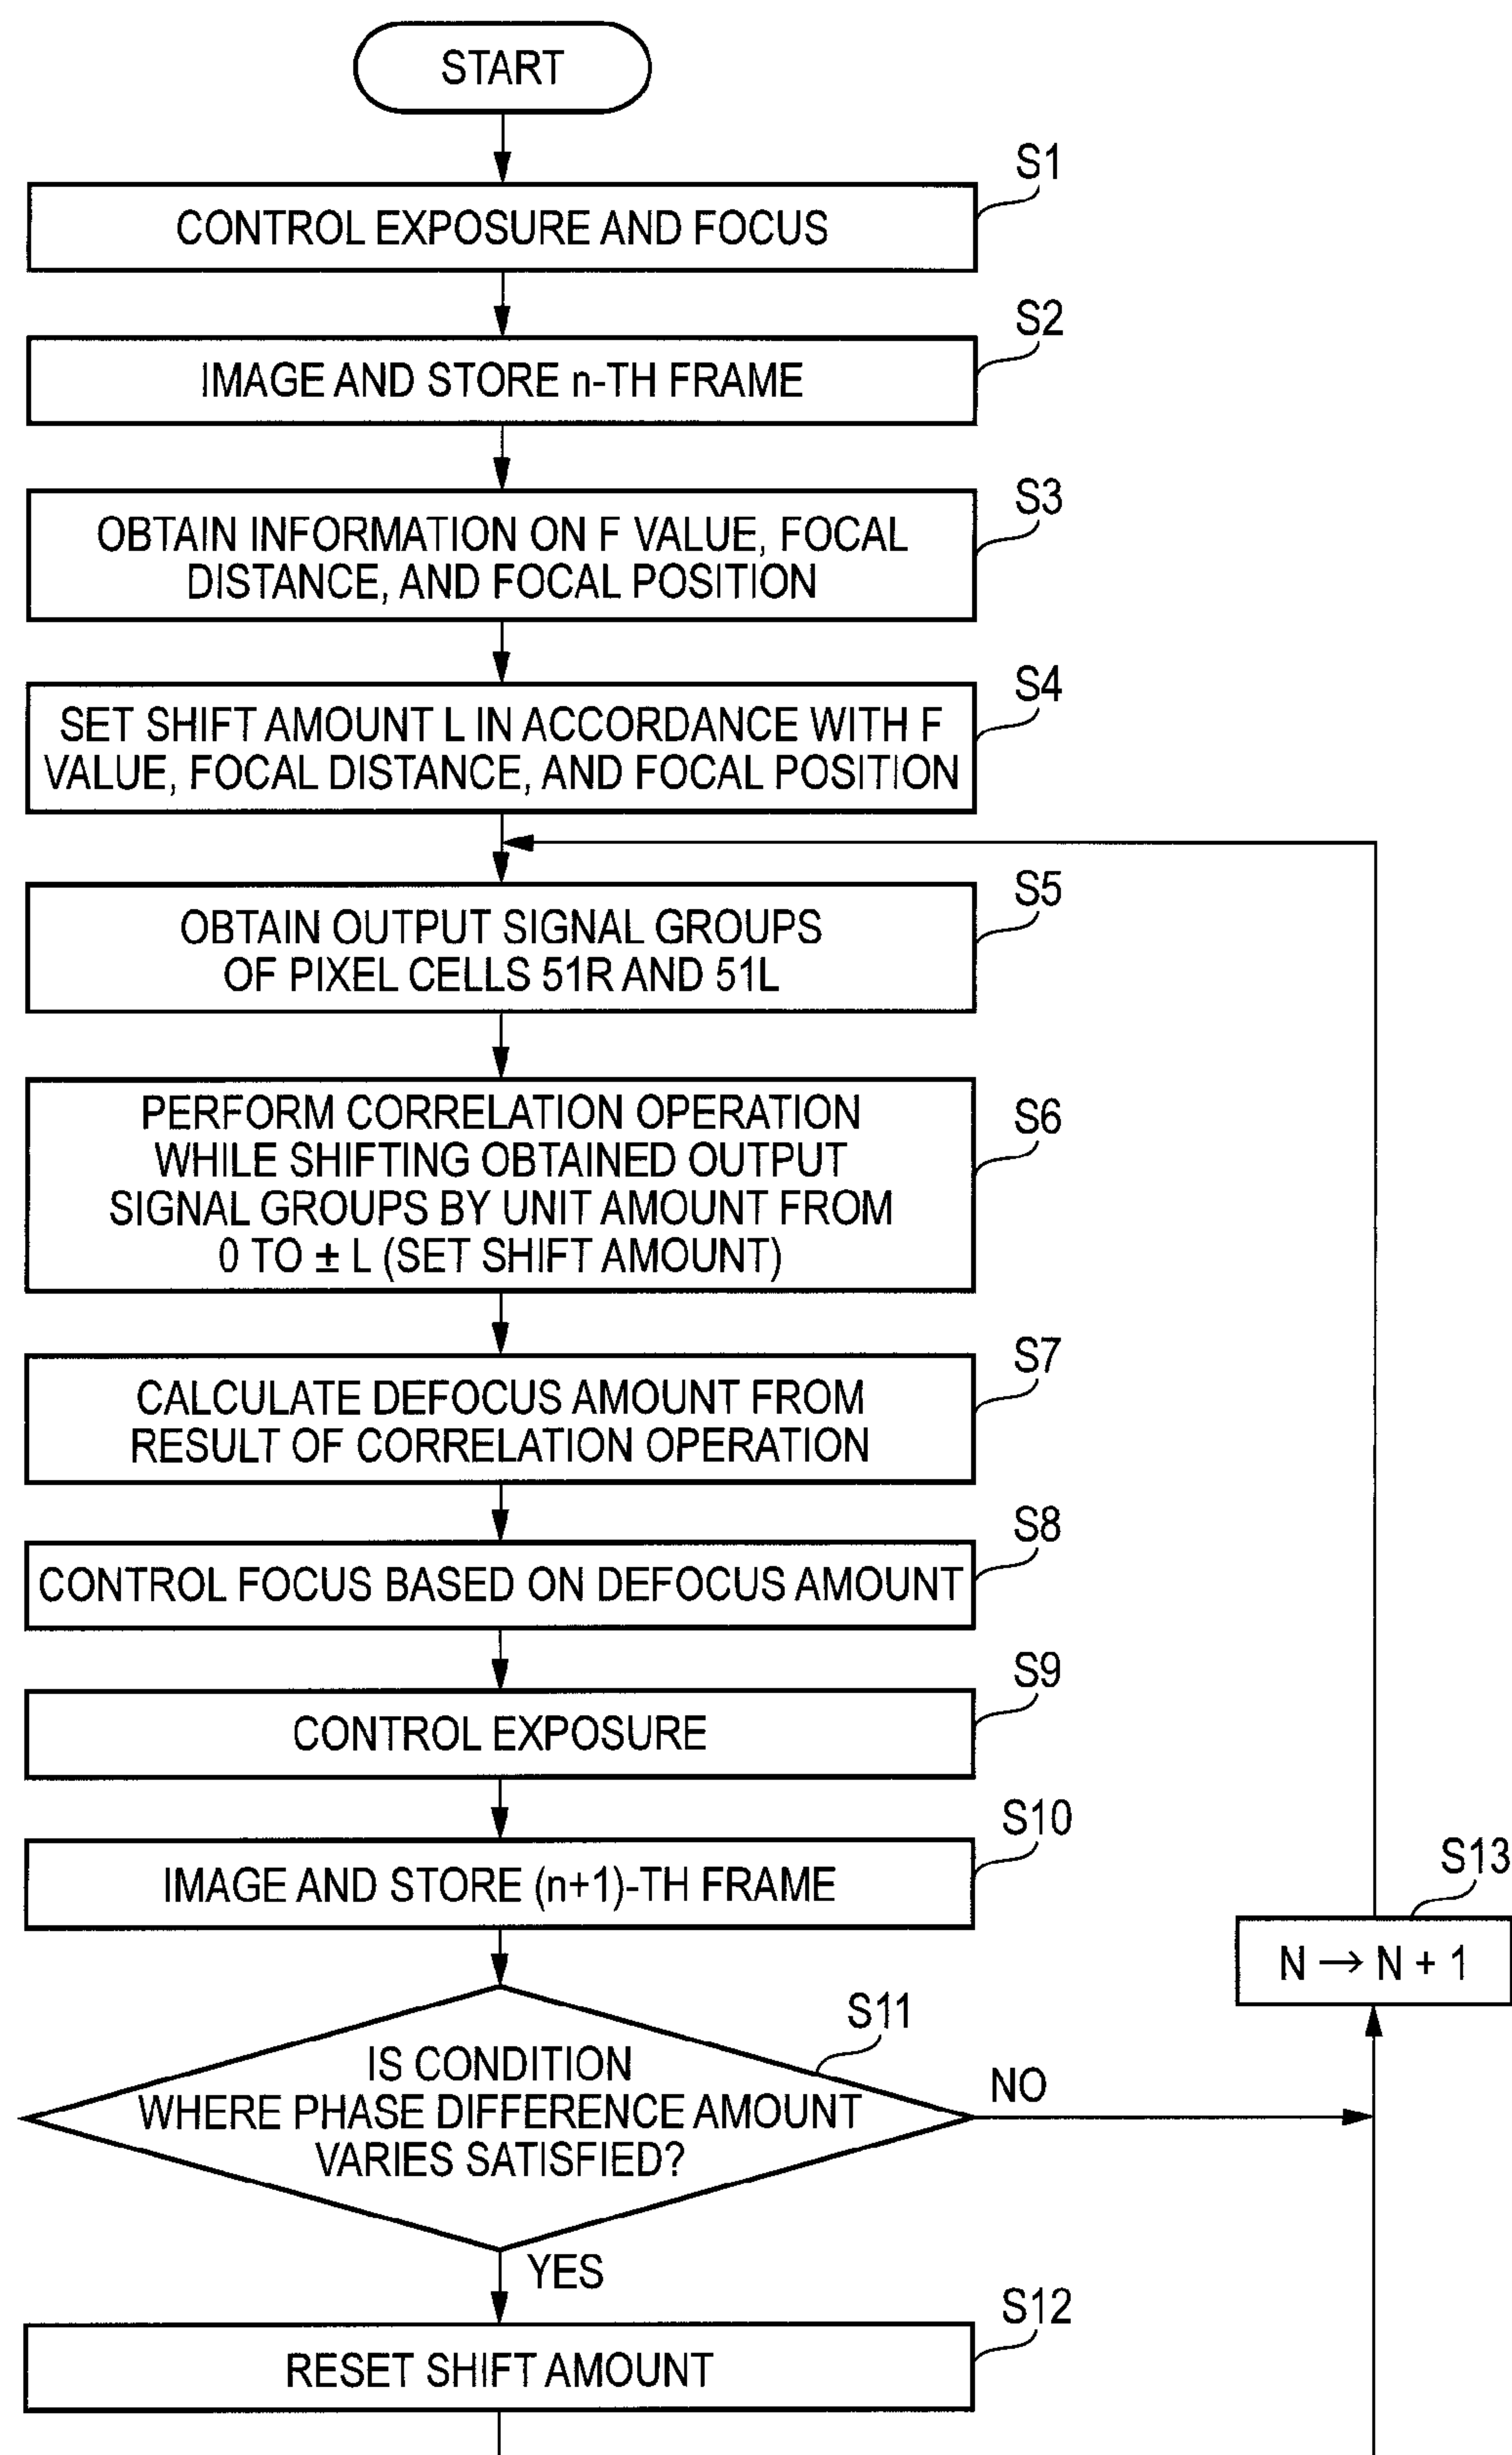 START
S1
CONTROL EXPOSURE AND FOCUS
S2
IMAGE AND STORE n-TH FRAME
S3
OBTAIN INFORMATION ON F VALUE, FOCAL
DISTANCE, AND FOCAL POSITION
S4
SET SHIFT AMOUNT L IN ACCORDANCE WITH F
VALUE, FOCAL DISTANCE, AND FOCAL POSITION
S5
OBTAIN OUTPUT SIGNAL GROUPS
OF PIXEL CELLS 51R AND 51L
S6
PERFORM CORRELATION OPERATION
WHILE SHIFTING OBTAINED OUTPUT
SIGNAL GROUPS BY UNIT AMOUNT FROM
0 TO ± L (SET SHIFT AMOUNT)
S7
CALCULATE DEFOCUS AMOUNT FROM
RESULT OF CORRELATION OPERATION
S8
CONTROL FOCUS BASED ON DEFOCUS AMOUNT
S9
CONTROL EXPOSURE
S10
IMAGE AND STORE (n+1)-TH FRAME
S13
N → N + 1
S11
IS CONDITION
WHERE PHASE DIFFERENCE AMOUNT
VARIES SATISFIED?
NO
YES
S12
RESET SHIFT AMOUNT